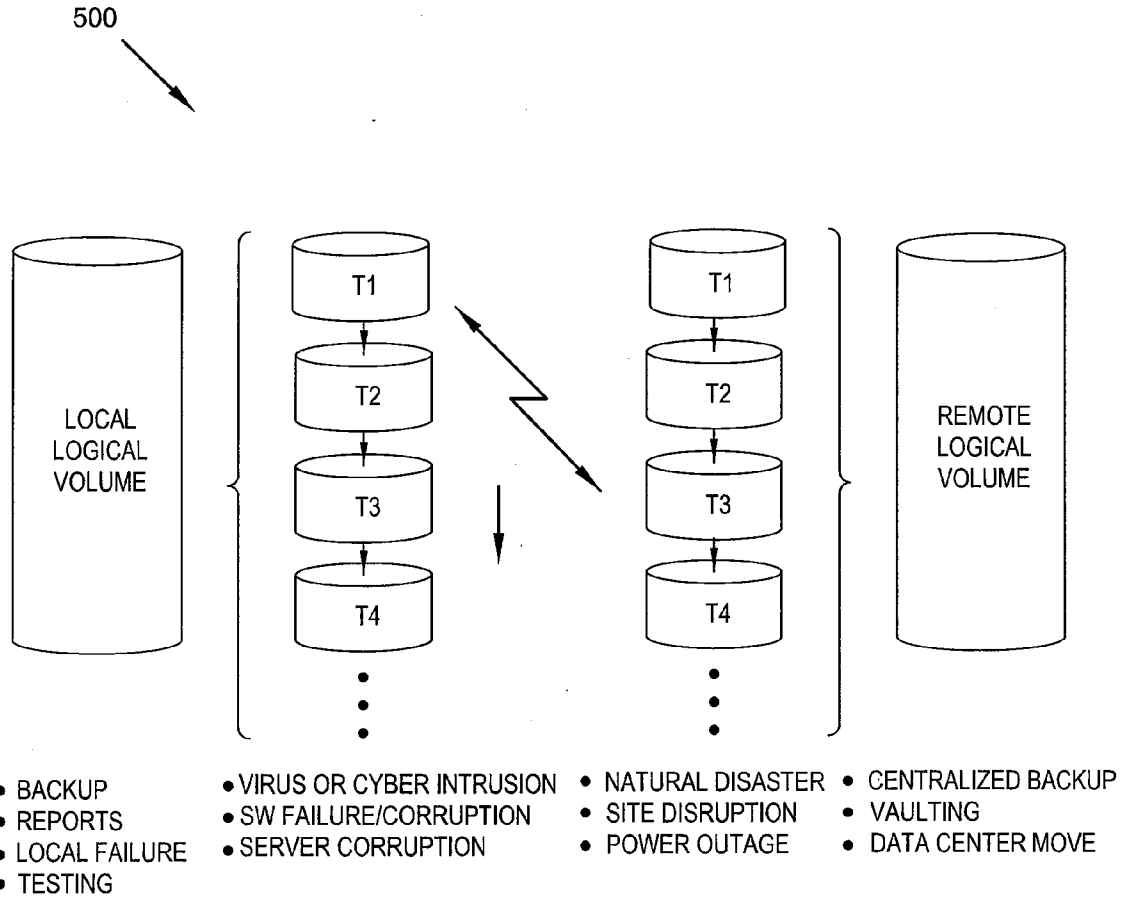 500
LOCAL
LOGICAL
VOLUME
T1
T2
T3
T4
T1
T2
T3
T4
REMOTE
LOGICAL
VOLUME
• BACKUP
• REPORTS
• LOCAL FAILURE
• TESTING
• VIRUS OR CYBER INTRUSION
• SW FAILURE/CORRUPTION
• SERVER CORRUPTION
• NATURAL DISASTER
• SITE DISRUPTION
• POWER OUTAGE
• CENTRALIZED BACKUP
• VAULTING
• DATA CENTER MOVE